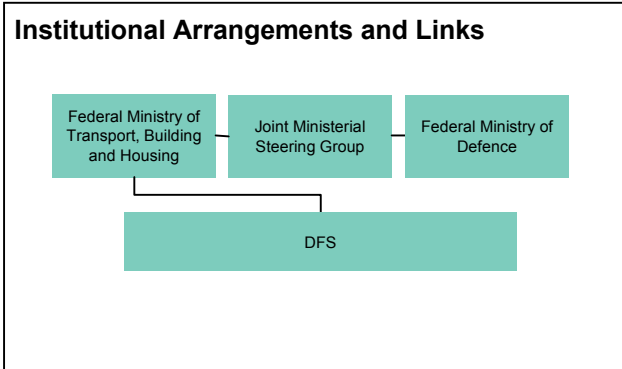 Institutional Arrangements and Links
Federal Ministry of
Transport, Building
and Housing
Joint Ministerial
Steering Group
Federal Ministry of
Defence
DFS